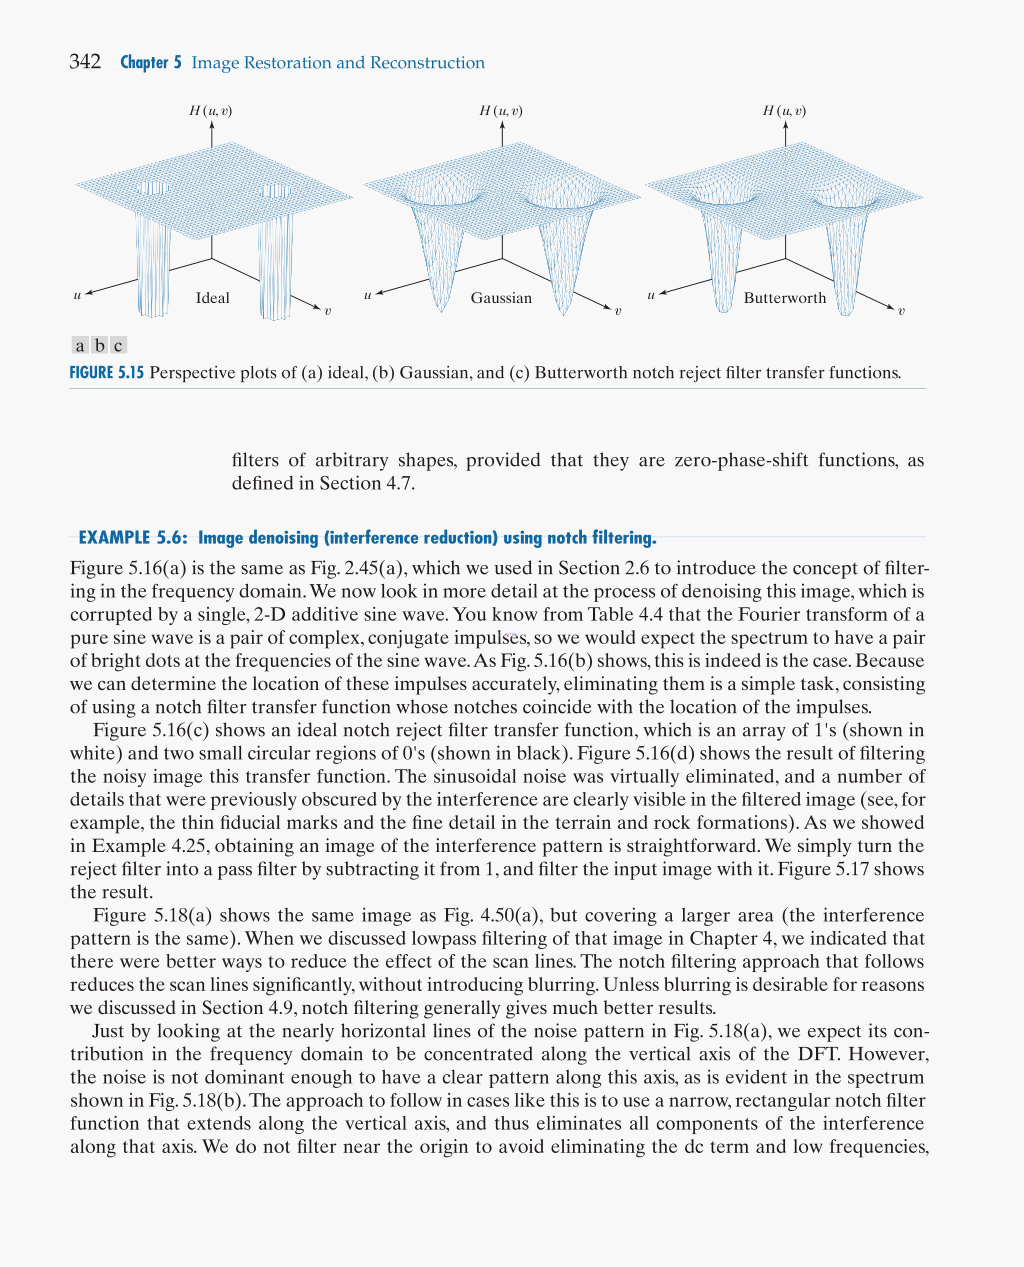 342 Chapter 5 Image Restoration and Reconstruction
H (u, v) H (u, v) H (u, v)
u Ideal v u Gaussian v u Butterworth v
a b c
FIGURE 5.15 Perspective plots of (a) ideal, (b) Gaussian, and (c) Butterworth notch reject filter transfer functions.
filters of arbitrary shapes, provided that they are zero-phase-shift functions, as
defined in Section 4.7.
EXAMPLE 5.6: Image denoising (interference reduction) using notch filtering.
Figure 5.16(a) is the same as Fig. 2.45(a), which we used in Section 2.6 to introduce the concept of filter-
ing in the frequency domain. We now look in more detail at the process of denoising this image, which is
corrupted by a single, 2-D additive sine wave. You know from Table 4.4 that the Fourier transform of a
pure sine wave is a pair of complex, conjugate impulses, so we would expect the spectrum to have a pair
of bright dots at the frequencies of the sine wave. As Fig. 5.16(b) shows, this is indeed is the case. Because
we can determine the location of these impulses accurately, eliminating them is a simple task, consisting
of using a notch filter transfer function whose notches coincide with the location of the impulses.
Figure 5.16(c) shows an ideal notch reject filter transfer function, which is an array of 1's (shown in
white) and two small circular regions of 0's (shown in black). Figure 5.16(d) shows the result of filtering
the noisy image this transfer function. The sinusoidal noise was virtually eliminated, and a number of
details that were previously obscured by the interference are clearly visible in the filtered image (see, for
example, the thin fiducial marks and the fine detail in the terrain and rock formations). As we showed
in Example 4.25, obtaining an image of the interference pattern is straightforward. We simply turn the
reject filter into a pass filter by subtracting it from 1, and filter the input image with it. Figure 5.17 shows
the result.
Figure 5.18(a) shows the same image as Fig. 4.50(a), but covering a larger area (the interference
pattern is the same). When we discussed lowpass filtering of that image in Chapter 4, we indicated that
there were better ways to reduce the effect of the scan lines. The notch filtering approach that follows
reduces the scan lines significantly, without introducing blurring. Unless blurring is desirable for reasons
we discussed in Section 4.9, notch filtering generally gives much better results.
Just by looking at the nearly horizontal lines of the noise pattern in Fig. 5.18(a), we expect its con-
tribution in the frequency domain to be concentrated along the vertical axis of the DFT. However,
the noise is not dominant enough to have a clear pattern along this axis, as is evident in the spectrum
shown in Fig. 5.18(b). The approach to follow in cases like this is to use a narrow, rectangular notch filter
function that extends along the vertical axis, and thus eliminates all components of the interference
along that axis. We do not filter near the origin to avoid eliminating the dc term and low frequencies,